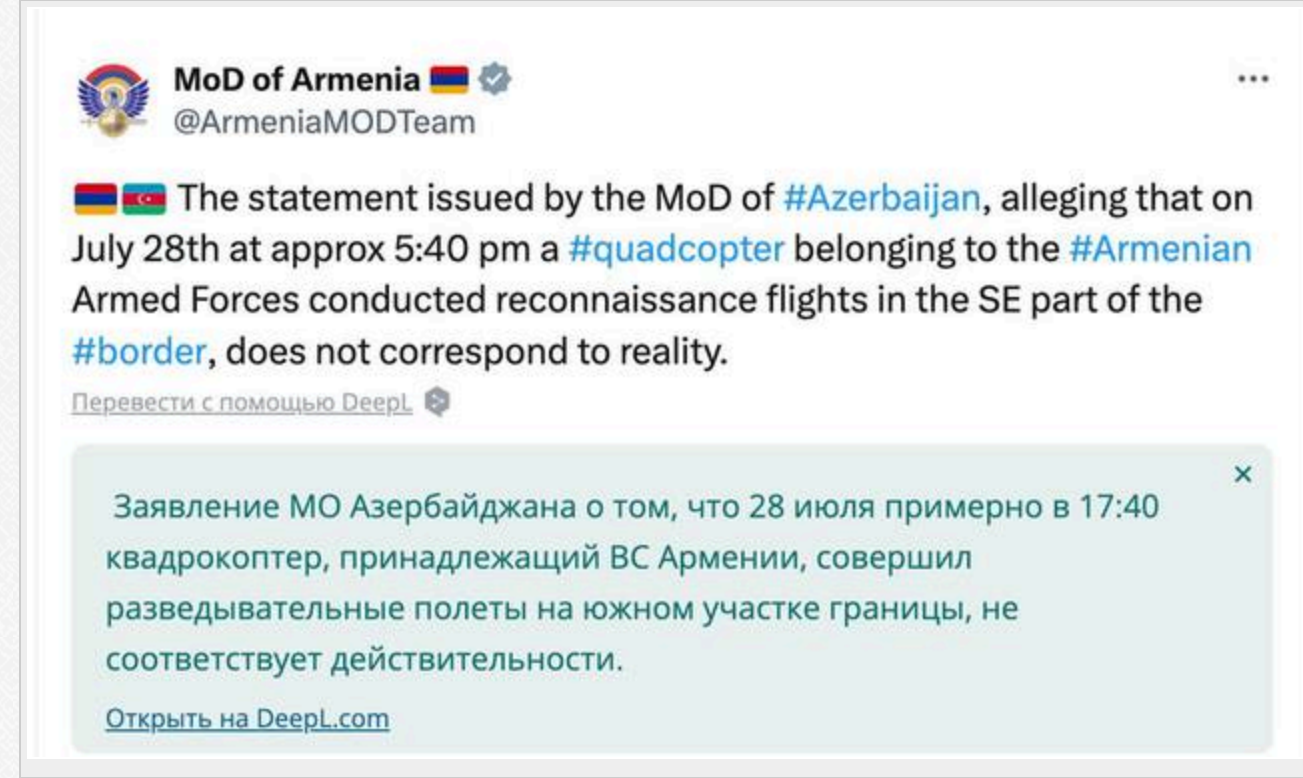 MoD of Armenia 🇦🇲
@ArmeniaMODTeam
🇦🇲🇦🇿 The statement issued by the MoD of #Azerbaijan, alleging that on
July 28th at approx 5:40 pm a #quadcopter belonging to the #Armenian
Armed Forces conducted reconnaissance flights in the SE part of the
#border, does not correspond to reality.
Перевести с помощью DeepL
Заявление МО Азербайджана о том, что 28 июля примерно в 17:40
квадрокоптер, принадлежащий ВС Армении, совершил
разведывательные полеты на южном участке границы, не
соответствует действительности.
Открыть на DeepL.com